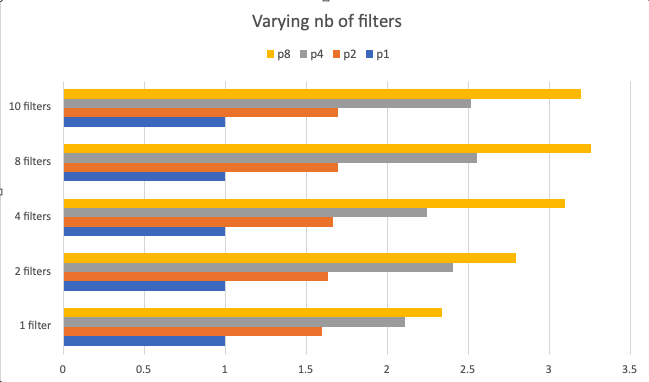 Varying nb of filters
p8 p4 p2 p1
10 filters
8 filters
4 filters
2 filters
1 filter
0 0.5 1 1.5 2 2.5 3 3.5